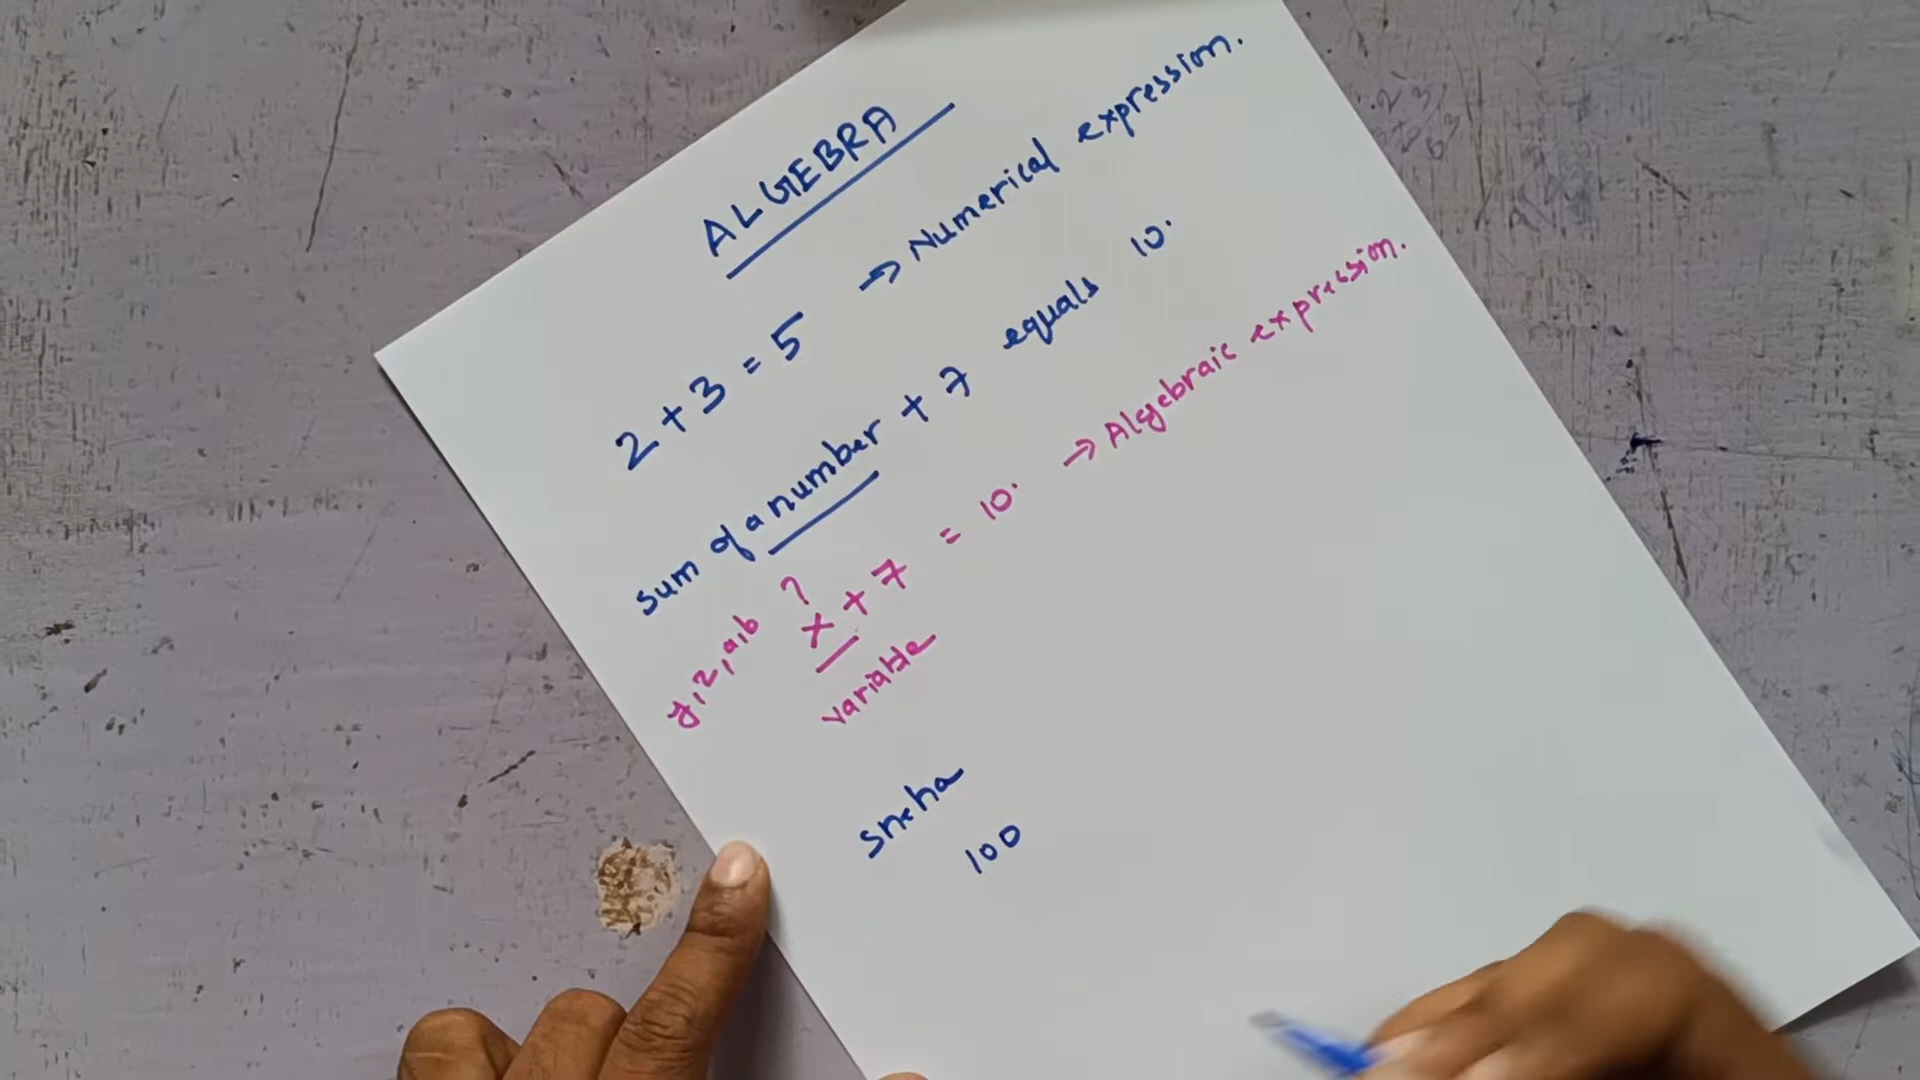 ALGEBRA
2 + 3 = 5 → Numerical expression.
sum of a number + 7 equals 10.
?
y, z, a, b x + 7 = 10. → Algebraic expression.
variable
Sneha
100